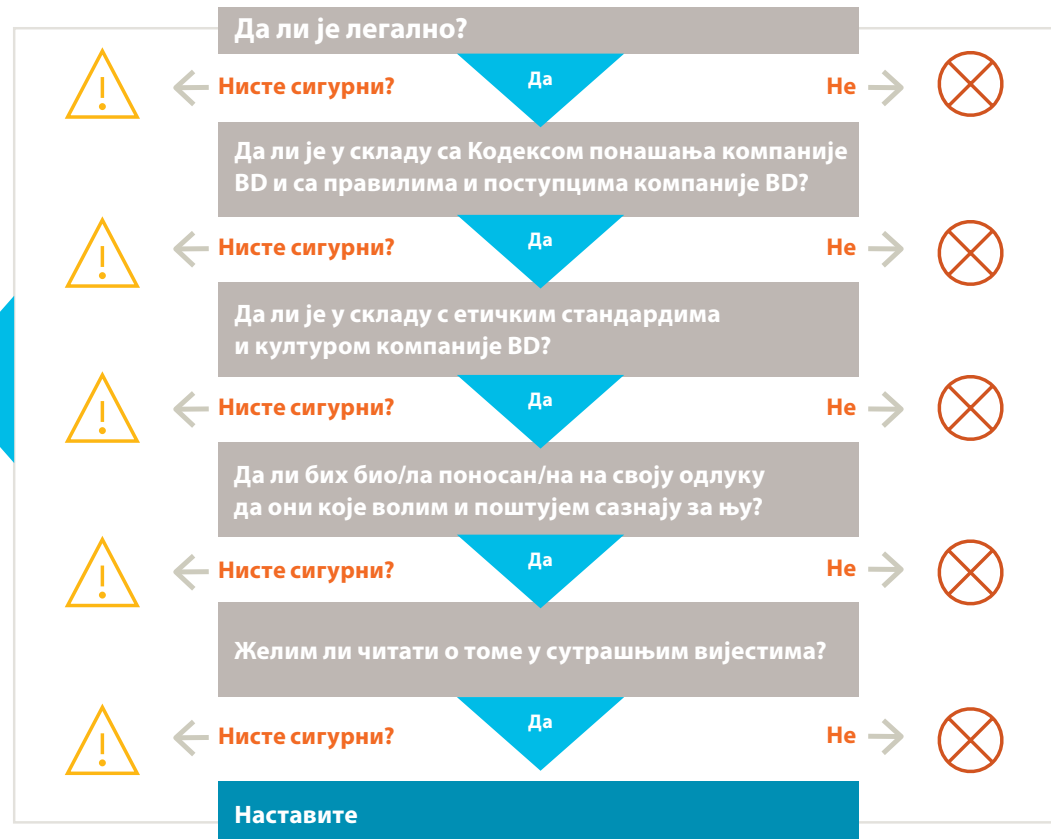 Да ли је легално?
Нисте сигурни?
Да
Не
Да ли је у складу са Кодексом понашања компаније
BD и са правилима и поступцима компаније BD?
Нисте сигурни?
Да
Не
Да ли је у складу с етичким стандардима
и културом компаније BD?
Нисте сигурни?
Да
Не
Да ли бих био/ла поносан/на на своју одлуку
да они које волим и поштујем сазнају за њу?
Нисте сигурни?
Да
Не
Желим ли читати о томе у сутрашњим вијестима?
Нисте сигурни?
Да
Не
Наставите